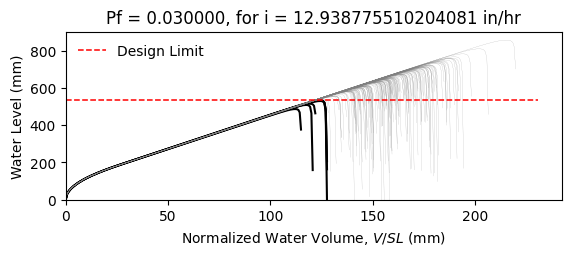 Pf = 0.030000, for i = 12.938775510204081 in/hr
Design Limit
Water Level (mm)
800
600
400
200
0
0 50 100 150 200
Normalized Water Volume, V/SL (mm)